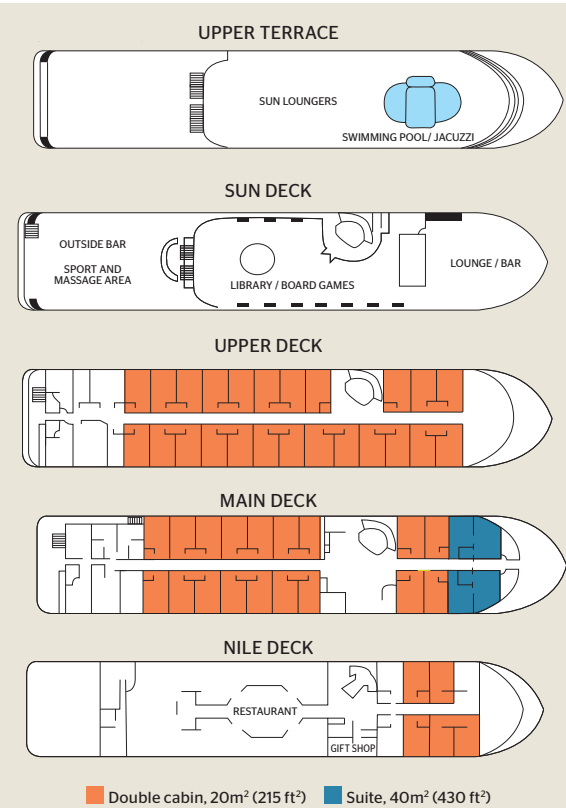 UPPER TERRACE
SUN LOUNGERS
SWIMMING POOL/ JACUZZI
SUN DECK
OUTSIDE BAR
SPORT AND
MASSAGE AREA
LIBRARY / BOARD GAMES
LOUNGE / BAR
UPPER DECK
MAIN DECK
NILE DECK
RESTAURANT
GIFT SHOP
Double cabin, 20m² (215 ft²)
Suite, 40m² (430 ft²)